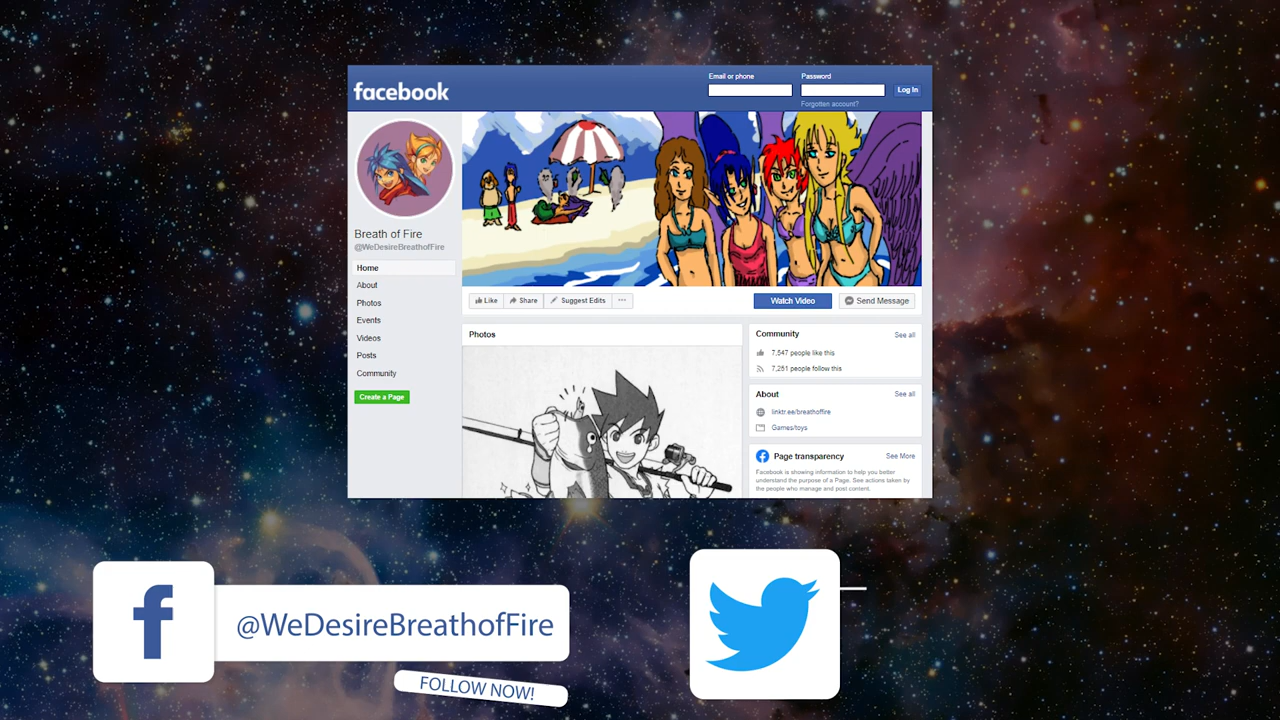 facebook
Email or phone
Password
Log In
Forgotten account?
Breath of Fire
@WeDesireBreathofFire
Home
About
Photos
Events
Videos
Posts
Community
Create a Page
Like
Share
Suggest Edits
Watch Video
Send Message
Photos
Community
See all
7,547 people like this
7,251 people follow this
About
See all
linktr.ee/breathoffire
Games/toys
Page transparency
See More
Facebook is showing information to help you better
understand the purpose of a Page. See actions taken by
the people who manage and post content.
f
@WeDesireBreathofFire
FOLLOW NOW!